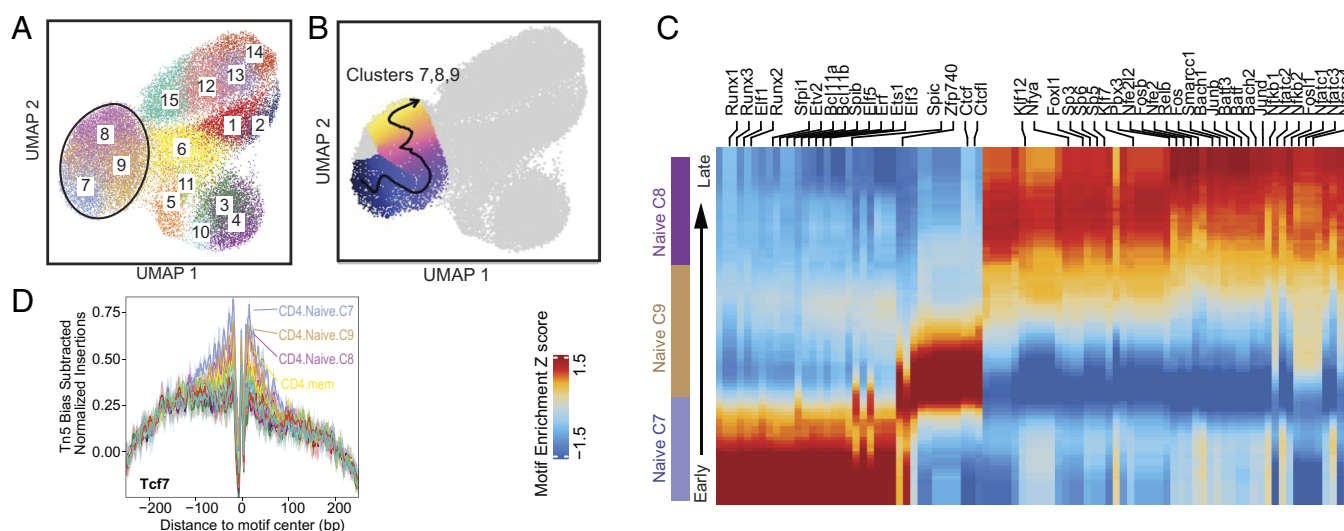 A
UMAP 2
UMAP 1
14
13
12
15
1
2
8
6
9
7
11
5
3
4
10
B
Clusters 7,8,9
UMAP 2
UMAP 1
C
Runx1
Runx3
Elf1
Runx2
Sfpi1
Etv2
Bcl11a
Bcl11b
Spib
Elf5
Erf
Ets1
Elf3
Spic
Zfp740
Ctcf
Ctcfl
Klf12
Nfya
Foxl1
Sp3
Sp6
Sp5
Klf7
Pbx3
Nfe2l2
Fosb
Nfe2
Fos
Smarcc1
Bach1
Junb
Batf3
Batf
Bach2
Jund
Nfkb1
Nfatc2
Nfkb2
Fosl1
Nfatc1
Nfatc3
Late
Early
Naive C8
Naive C9
Naive C7
Motif Enrichment Z score
1.5
−1.5
D
Tn5 Bias Subtracted
Normalized Insertions
0.75
0.50
0.25
0.00
CD4.Naive.C7
CD4.Naive.C9
CD4.Naive.C8
CD4.mem
Tcf7
−200 −100 0 100 200
Distance to motif center (bp)